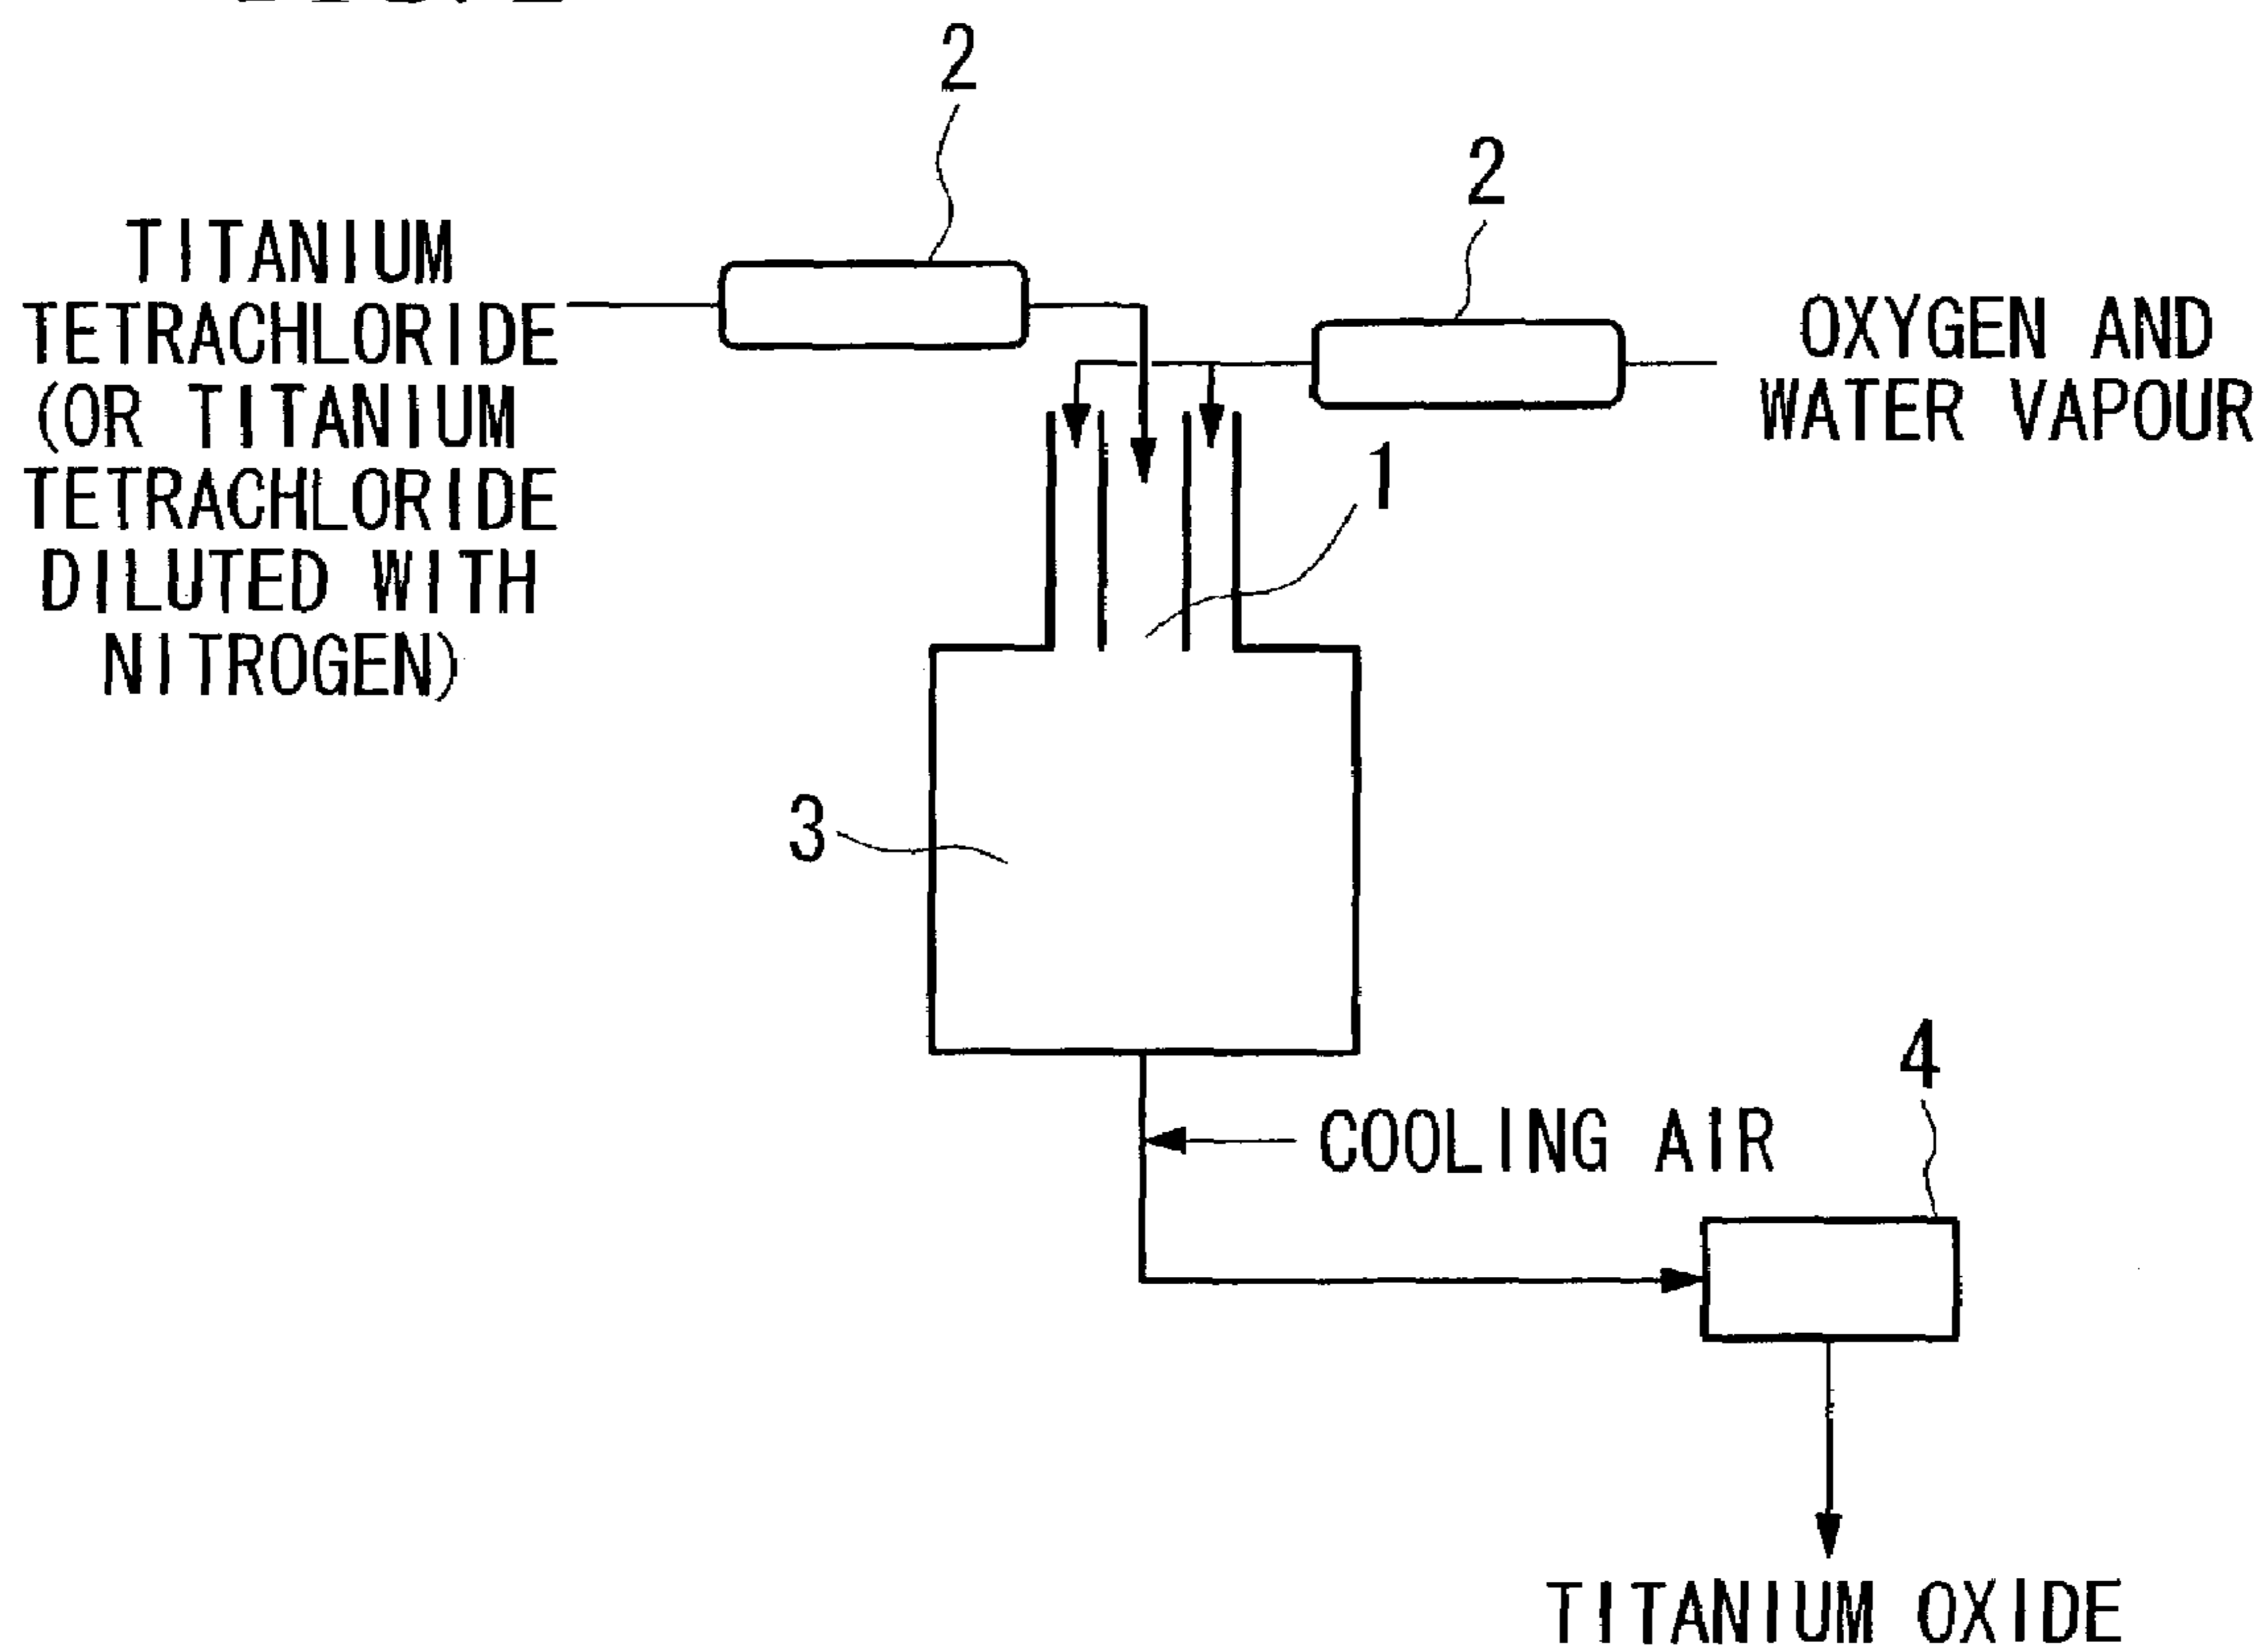 2
2
TITANIUM
TETRACHLORIDE
(OR TITANIUM
TETRACHLORIDE
DILUTED WITH
NITROGEN)
OXYGEN AND
WATER VAPOUR
1
3
4
COOLING AIR
TITANIUM OXIDE